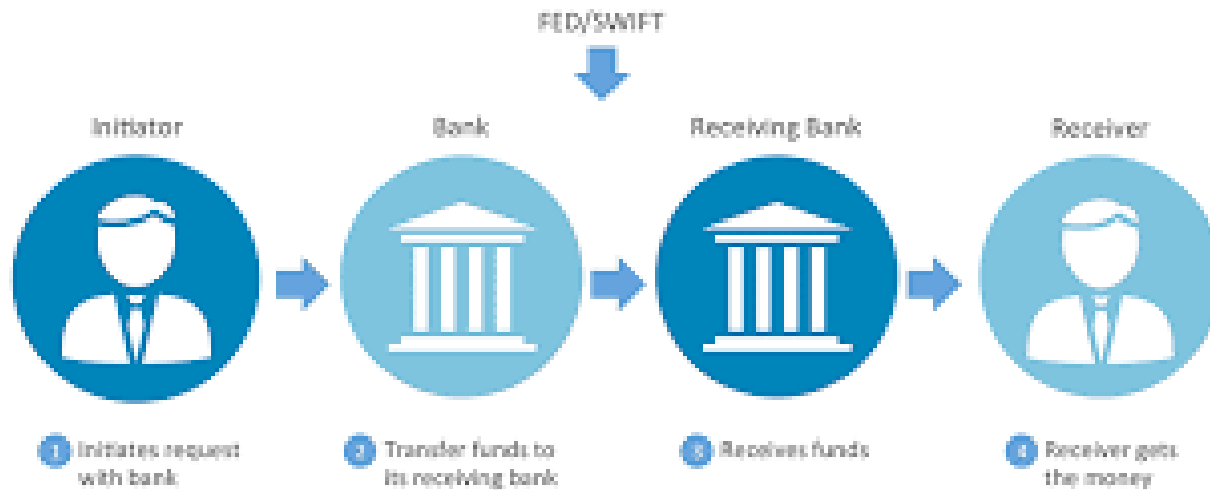 FED/SWIFT
Initiator
Bank
Receiving Bank
Receiver
1 Initiates request
with bank
2 Transfer funds to
its receiving bank
3 Receives funds
4 Receiver gets
the money